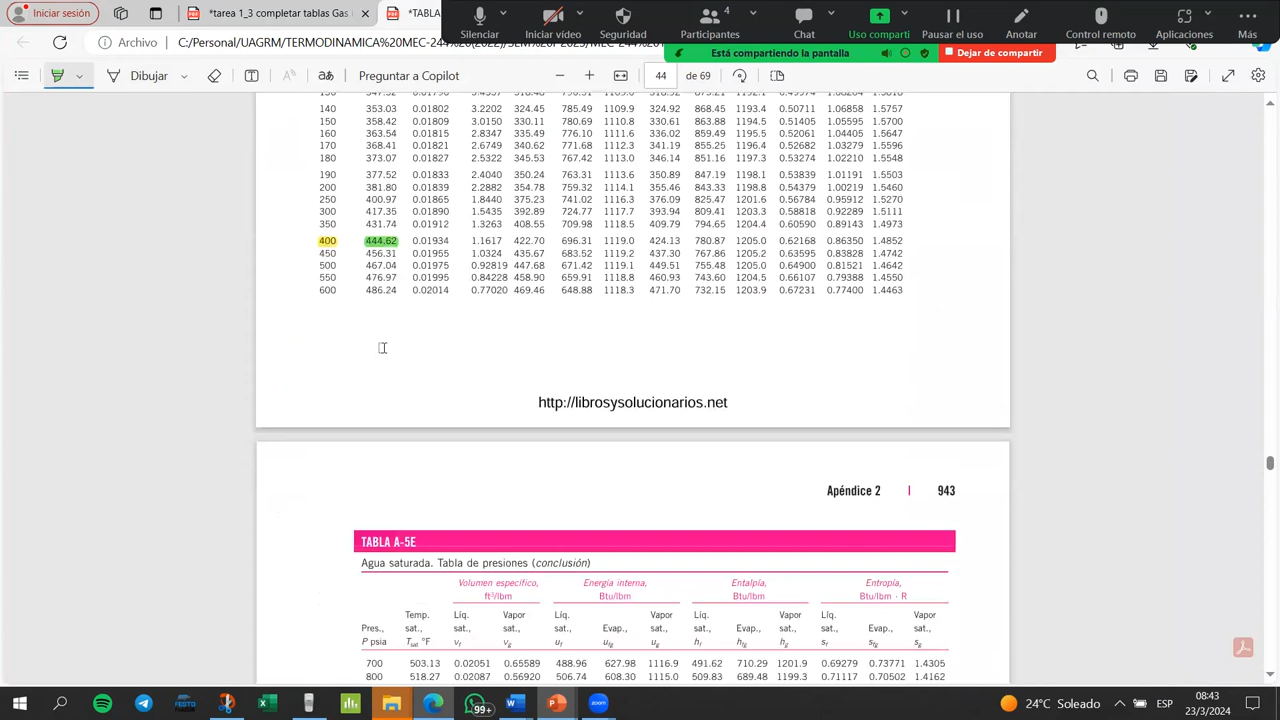 Iniciar sesión
*tarea 1_3 completar tablas Gas i
*TABLA
Silenciar
Iniciar vídeo
Seguridad
4
Participantes
Chat
Uso comparti
Pausar el uso
Anotar
Control remoto
Aplicaciones
Más
Archivo
C:/Personal/UAGRM/TERMODINAMICA%20MEC-244%20(2022)/SEM%20I-2023/MEC-244%20I
Está compartiendo la pantalla
Dejar de compartir
Dibujar
Preguntar a Copilot
44 de 69
140 353.03 0.01802 3.2202 324.45 785.49 1109.9 324.92 868.45 1193.4 0.50711 1.06858 1.5757
150 358.42 0.01809 3.0150 330.11 780.69 1110.8 330.61 863.88 1194.5 0.51405 1.05595 1.5700
160 363.54 0.01815 2.8347 335.49 776.10 1111.6 336.02 859.49 1195.5 0.52061 1.04405 1.5647
170 368.41 0.01821 2.6749 340.62 771.68 1112.3 341.19 855.25 1196.4 0.52682 1.03279 1.5596
180 373.07 0.01827 2.5322 345.53 767.42 1113.0 346.14 851.16 1197.3 0.53274 1.02210 1.5548
190 377.52 0.01833 2.4040 350.24 763.31 1113.6 350.89 847.19 1198.1 0.53839 1.01191 1.5503
200 381.80 0.01839 2.2882 354.78 759.32 1114.1 355.46 843.33 1198.8 0.54379 1.00219 1.5460
250 400.97 0.01865 1.8440 375.23 741.02 1116.3 376.09 825.47 1201.6 0.56784 0.95912 1.5270
300 417.35 0.01890 1.5435 392.89 724.77 1117.7 393.94 809.41 1203.3 0.58818 0.92289 1.5111
350 431.74 0.01912 1.3263 408.55 709.98 1118.5 409.79 794.65 1204.4 0.60590 0.89143 1.4973
400 444.62 0.01934 1.1617 422.70 696.31 1119.0 424.13 780.87 1205.0 0.62168 0.86350 1.4852
450 456.31 0.01955 1.0324 435.67 683.52 1119.2 437.30 767.86 1205.2 0.63595 0.83828 1.4742
500 467.04 0.01975 0.92819 447.68 671.42 1119.1 449.51 755.48 1205.0 0.64900 0.81521 1.4642
550 476.97 0.01995 0.84228 458.90 659.91 1118.8 460.93 743.60 1204.5 0.66107 0.79388 1.4550
600 486.24 0.02014 0.77020 469.46 648.88 1118.3 471.70 732.15 1203.9 0.67231 0.77400 1.4463
http://librosysolucionarios.net
Apéndice 2 | 943
TABLA A-5E
Agua saturada. Tabla de presiones (conclusión)
Volumen específico, Energía interna, Entalpía, Entropía,
ft³/lbm Btu/lbm Btu/lbm Btu/lbm · R
Temp. Líq. Vapor Líq. Vapor Líq. Vapor Líq. Vapor
Pres., sat., sat., sat., sat., Evap., sat., sat., Evap., sat., sat., Evap., sat.,
P psia Tsat °F vf vg uf ufg ug hf hfg hg sf sfg sg
700 503.13 0.02051 0.65589 488.96 627.98 1116.9 491.62 710.29 1201.9 0.69279 0.73771 1.4305
800 518.27 0.02087 0.56920 506.74 608.30 1115.0 509.83 689.48 1199.3 0.71117 0.70502 1.4162
99+
24°C Soleado
ESP
08:43
23/3/2024